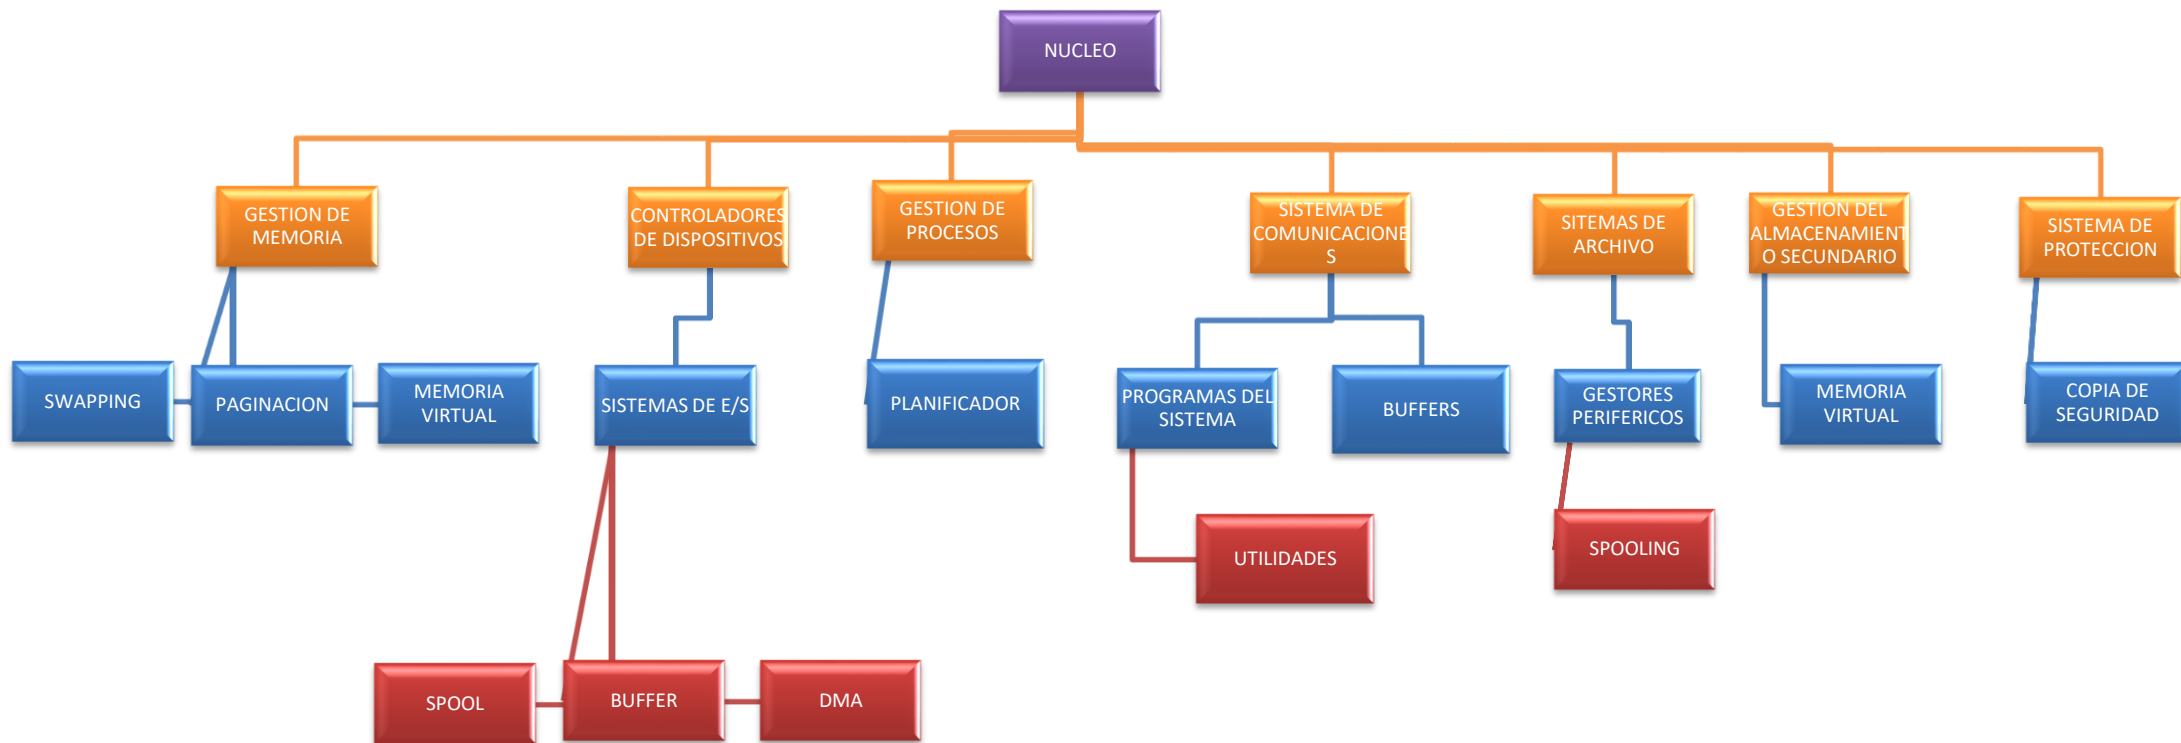 NUCLEO
GESTION DE
MEMORIA
CONTROLADORES
DE DISPOSITIVOS
GESTION DE
PROCESOS
SISTEMA DE
COMUNICACIONE
S
SITEMAS DE
ARCHIVO
GESTION DEL
ALMACENAMIENT
O SECUNDARIO
SISTEMA DE
PROTECCION
SWAPPING
PAGINACION
MEMORIA
VIRTUAL
SISTEMAS DE E/S
PLANIFICADOR
PROGRAMAS DEL
SISTEMA
BUFFERS
GESTORES
PERIFERICOS
MEMORIA
VIRTUAL
COPIA DE
SEGURIDAD
UTILIDADES
SPOOLING
SPOOL
BUFFER
DMA